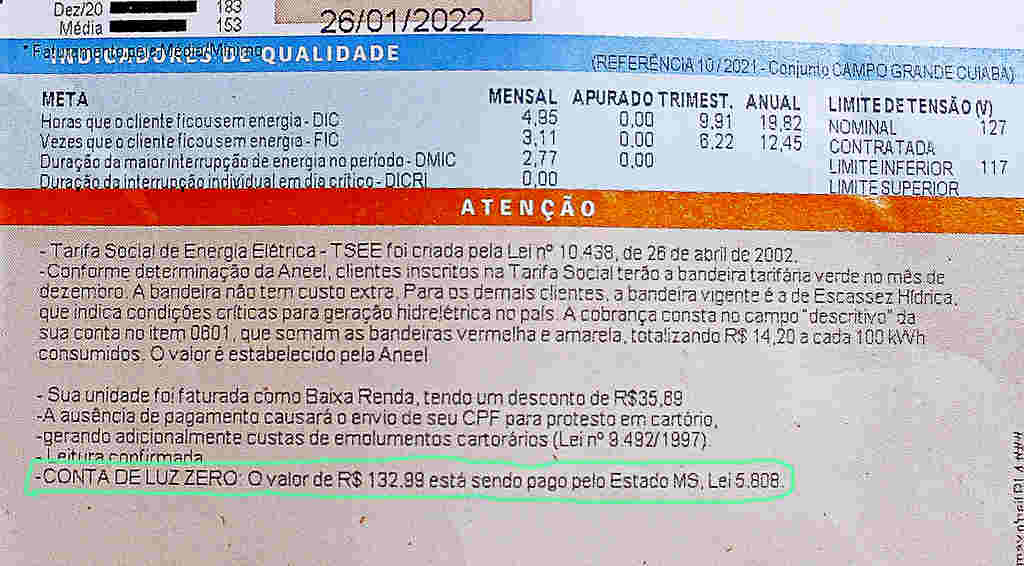 Dez/20 183
Média 153
26/01/2022
* Faturamento pela Média/Mínimo
INDICADORES DE QUALIDADE
(REFERÊNCIA 10/2021 - Conjunto CAMPO GRANDE CUIABA)
META MENSAL APURADO TRIMEST. ANUAL
Horas que o cliente ficou sem energia - DIC 4,95 0,00 9,91 19,82
Vezes que o cliente ficou sem energia - FIC 3,11 0,00 6,22 12,45
Duração da maior interrupção de energia no período - DMIC 2,77 0,00
Duração da interrupção individual em dia crítico - DICRI 0,00
LIMITE DE TENSÃO (V)
NOMINAL 127
CONTRATADA
LIMITE INFERIOR 117
LIMITE SUPERIOR
ATENÇÃO
- Tarifa Social de Energia Elétrica - TSEE foi criada pela Lei nº 10.438, de 26 de abril de 2002.
-Conforme determinação da Aneel, clientes inscritos na Tarifa Social terão a bandeira tarifária verde no mês de
dezembro. A bandeira não tem custo extra. Para os demais clientes, a bandeira vigente é a de Escassez Hídrica,
que indica condições críticas para geração hidrelétrica no país. A cobrança consta no campo "descritivo" da
sua conta no item 0601, que somam as bandeiras vermelha e amarela, totalizando R$ 14,20 a cada 100 kWh
consumidos. O valor é estabelecido pela Aneel
- Sua unidade foi faturada como Baixa Renda, tendo um desconto de R$35,89
-A ausência de pagamento causará o envio de seu CPF para protesto em cartório,
-gerando adicionalmente custas de emolumentos cartorários (Lei nº 9.492/1997).
- Leitura confirmada
-CONTA DE LUZ ZERO: O valor de R$ 132.99 está sendo pago pelo Estado MS, Lei 5.808.